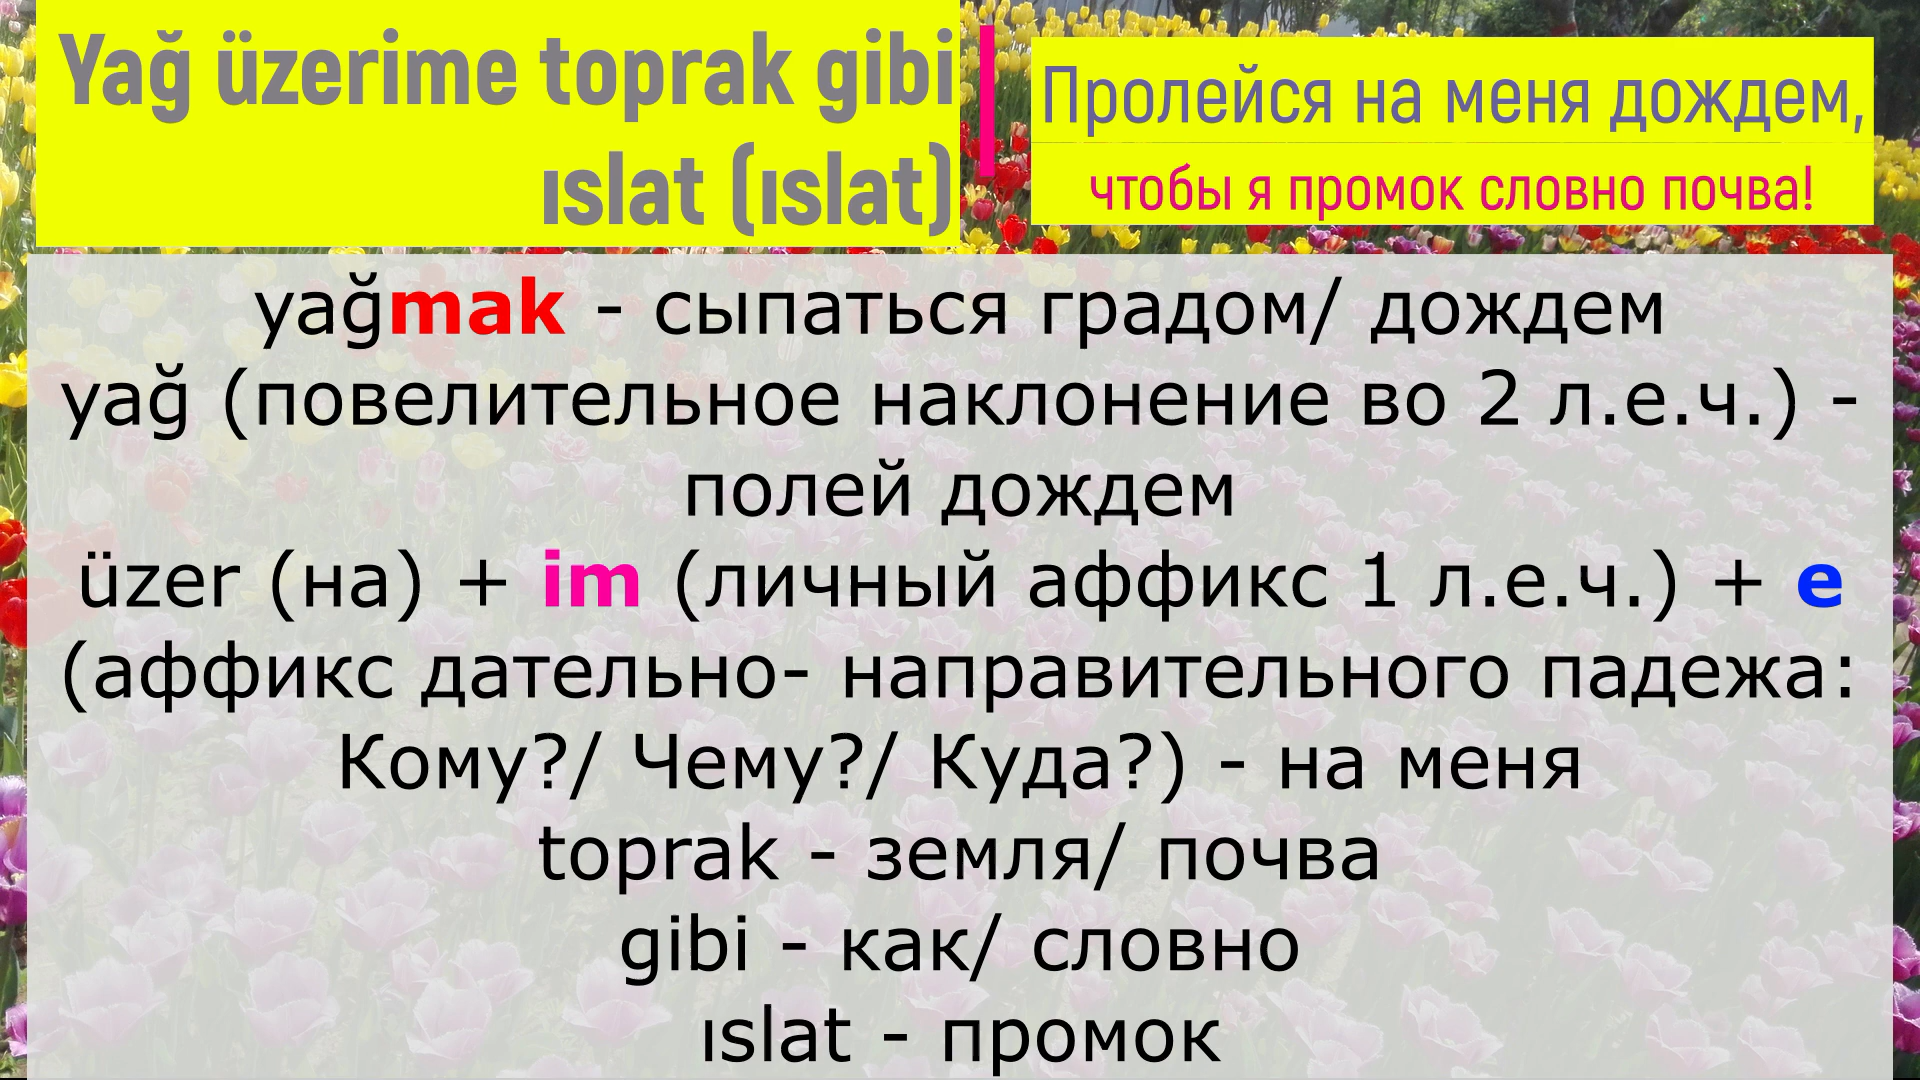 Yağ üzerime toprak gibi
ıslat (ıslat)
Пролейся на меня дождем,
чтобы я промок словно почва!
yağmak - сыпаться градом/ дождем
yağ (повелительное наклонение во 2 л.е.ч.) -
полей дождем
üzer (на) + im (личный аффикс 1 л.е.ч.) + e
(аффикс дательно- направительного падежа:
Кому?/ Чему?/ Куда?) - на меня
toprak - земля/ почва
gibi - как/ словно
ıslat - промок